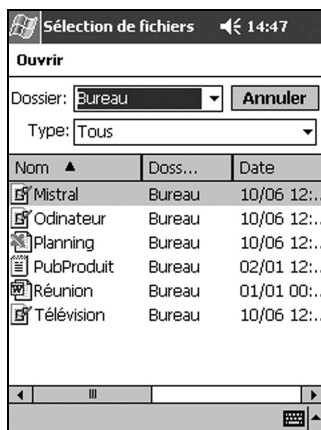 Sélection de fichiers 14:47
Ouvrir
Dossier: Bureau Annuler
Type: Tous
Nom ▲ Doss... Date
Mistral Bureau 10/06 12:..
Odinateur Bureau 10/06 12:..
Planning Bureau 10/06 12:..
PubProduit Bureau 02/01 12:..
Réunion Bureau 01/01 00:..
Télévision Bureau 10/06 12:..